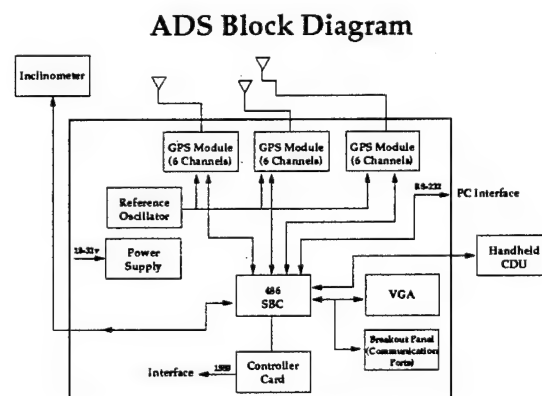 ADS Block Diagram
Inclinometer
GPS Module
(6 Channels)
GPS Module
(6 Channels)
GPS Module
(6 Channels)
Reference
Oscillator
RS-232
PC Interface
Power
Supply
Handheld
CDU
486
SBC
VGA
Breakout Panel
(Communication
Ports)
Interface
1553
Controller
Card